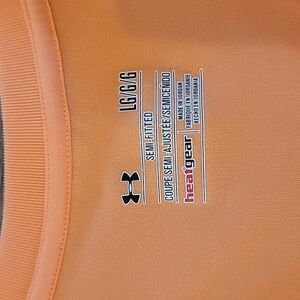 LG/G/G
SEMI-FITTED
COUPE SEMI-AJUSTÉE/SEMICEÑIDO
heatgear
MADE IN JORDAN
FABRIQUÉ EN JORDANIE
HECHO EN JORDANIA